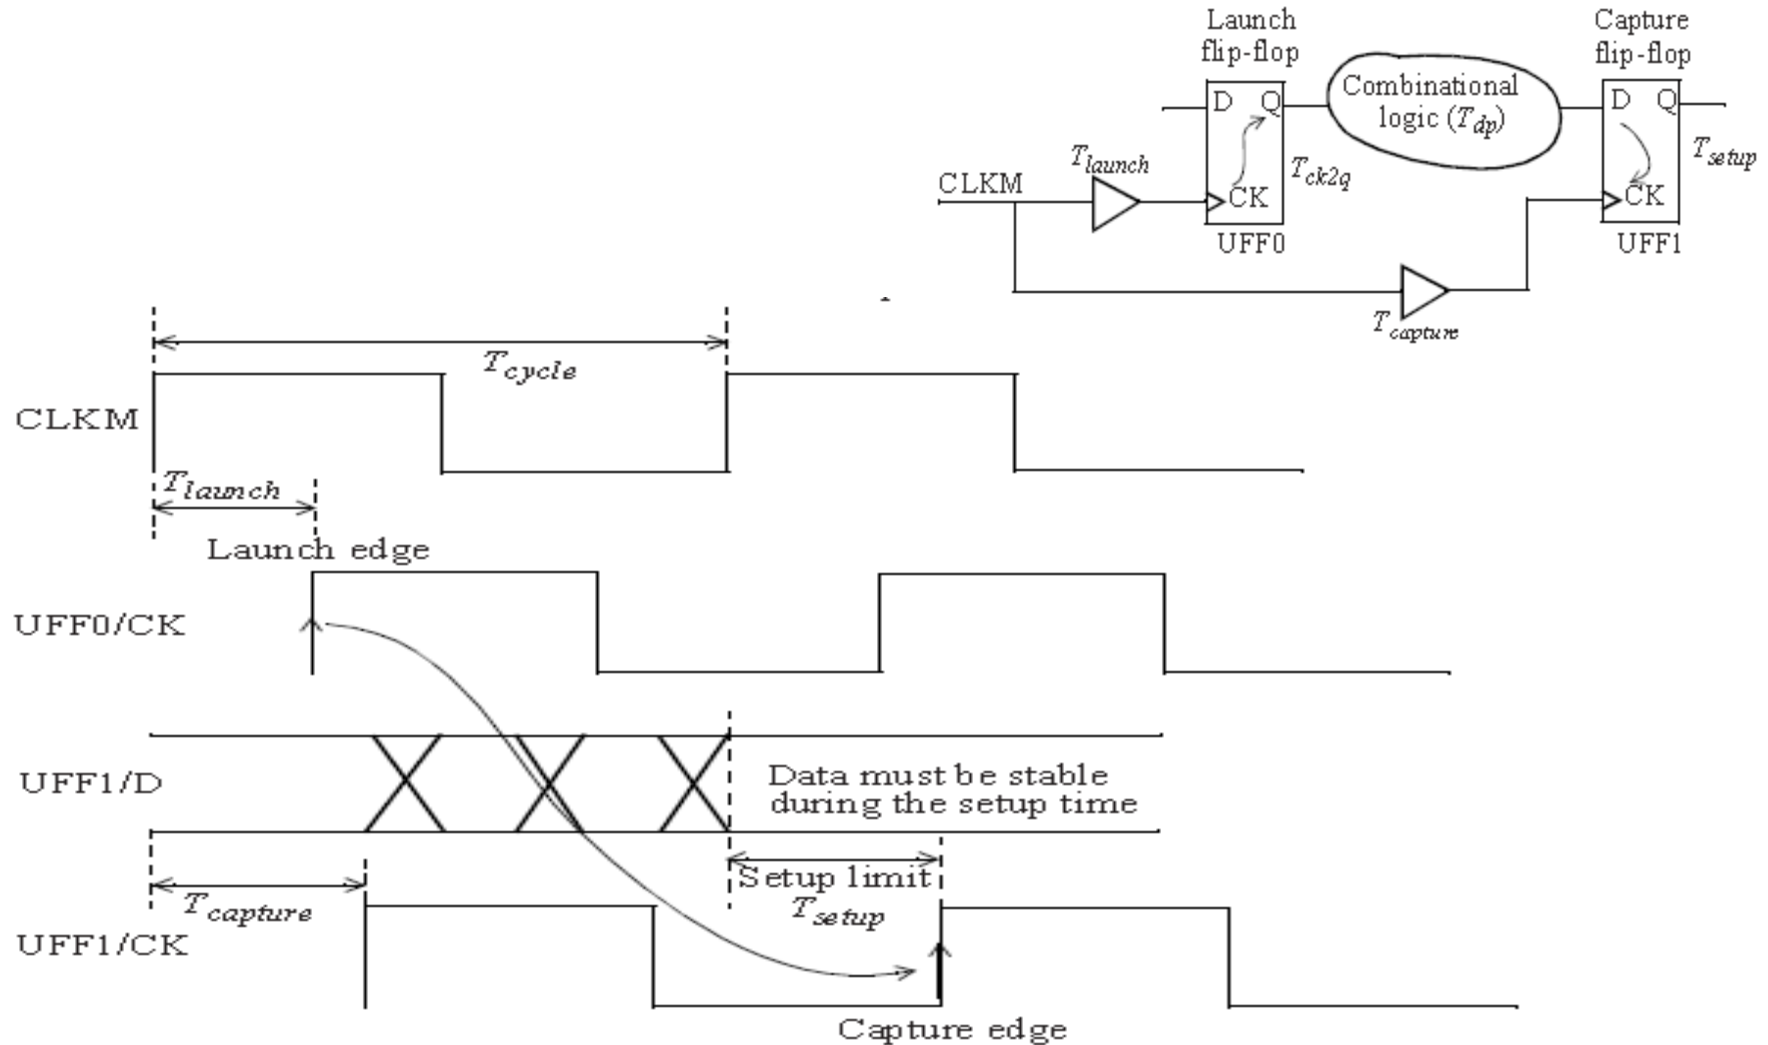 Launch
flip-flop
Capture
flip-flop
Combinational
logic (Tdp)
D Q
D Q
Tlaunch
Tck2q
Tsetup
CLKM
CK
CK
UFF0
UFF1
Tcapture
Tcycle
CLKM
Tlaunch
Launch edge
UFF0/CK
UFF1/D
Data must be stable
during the setup time
Setup limit
Tcapture
Tsetup
UFF1/CK
Capture edge